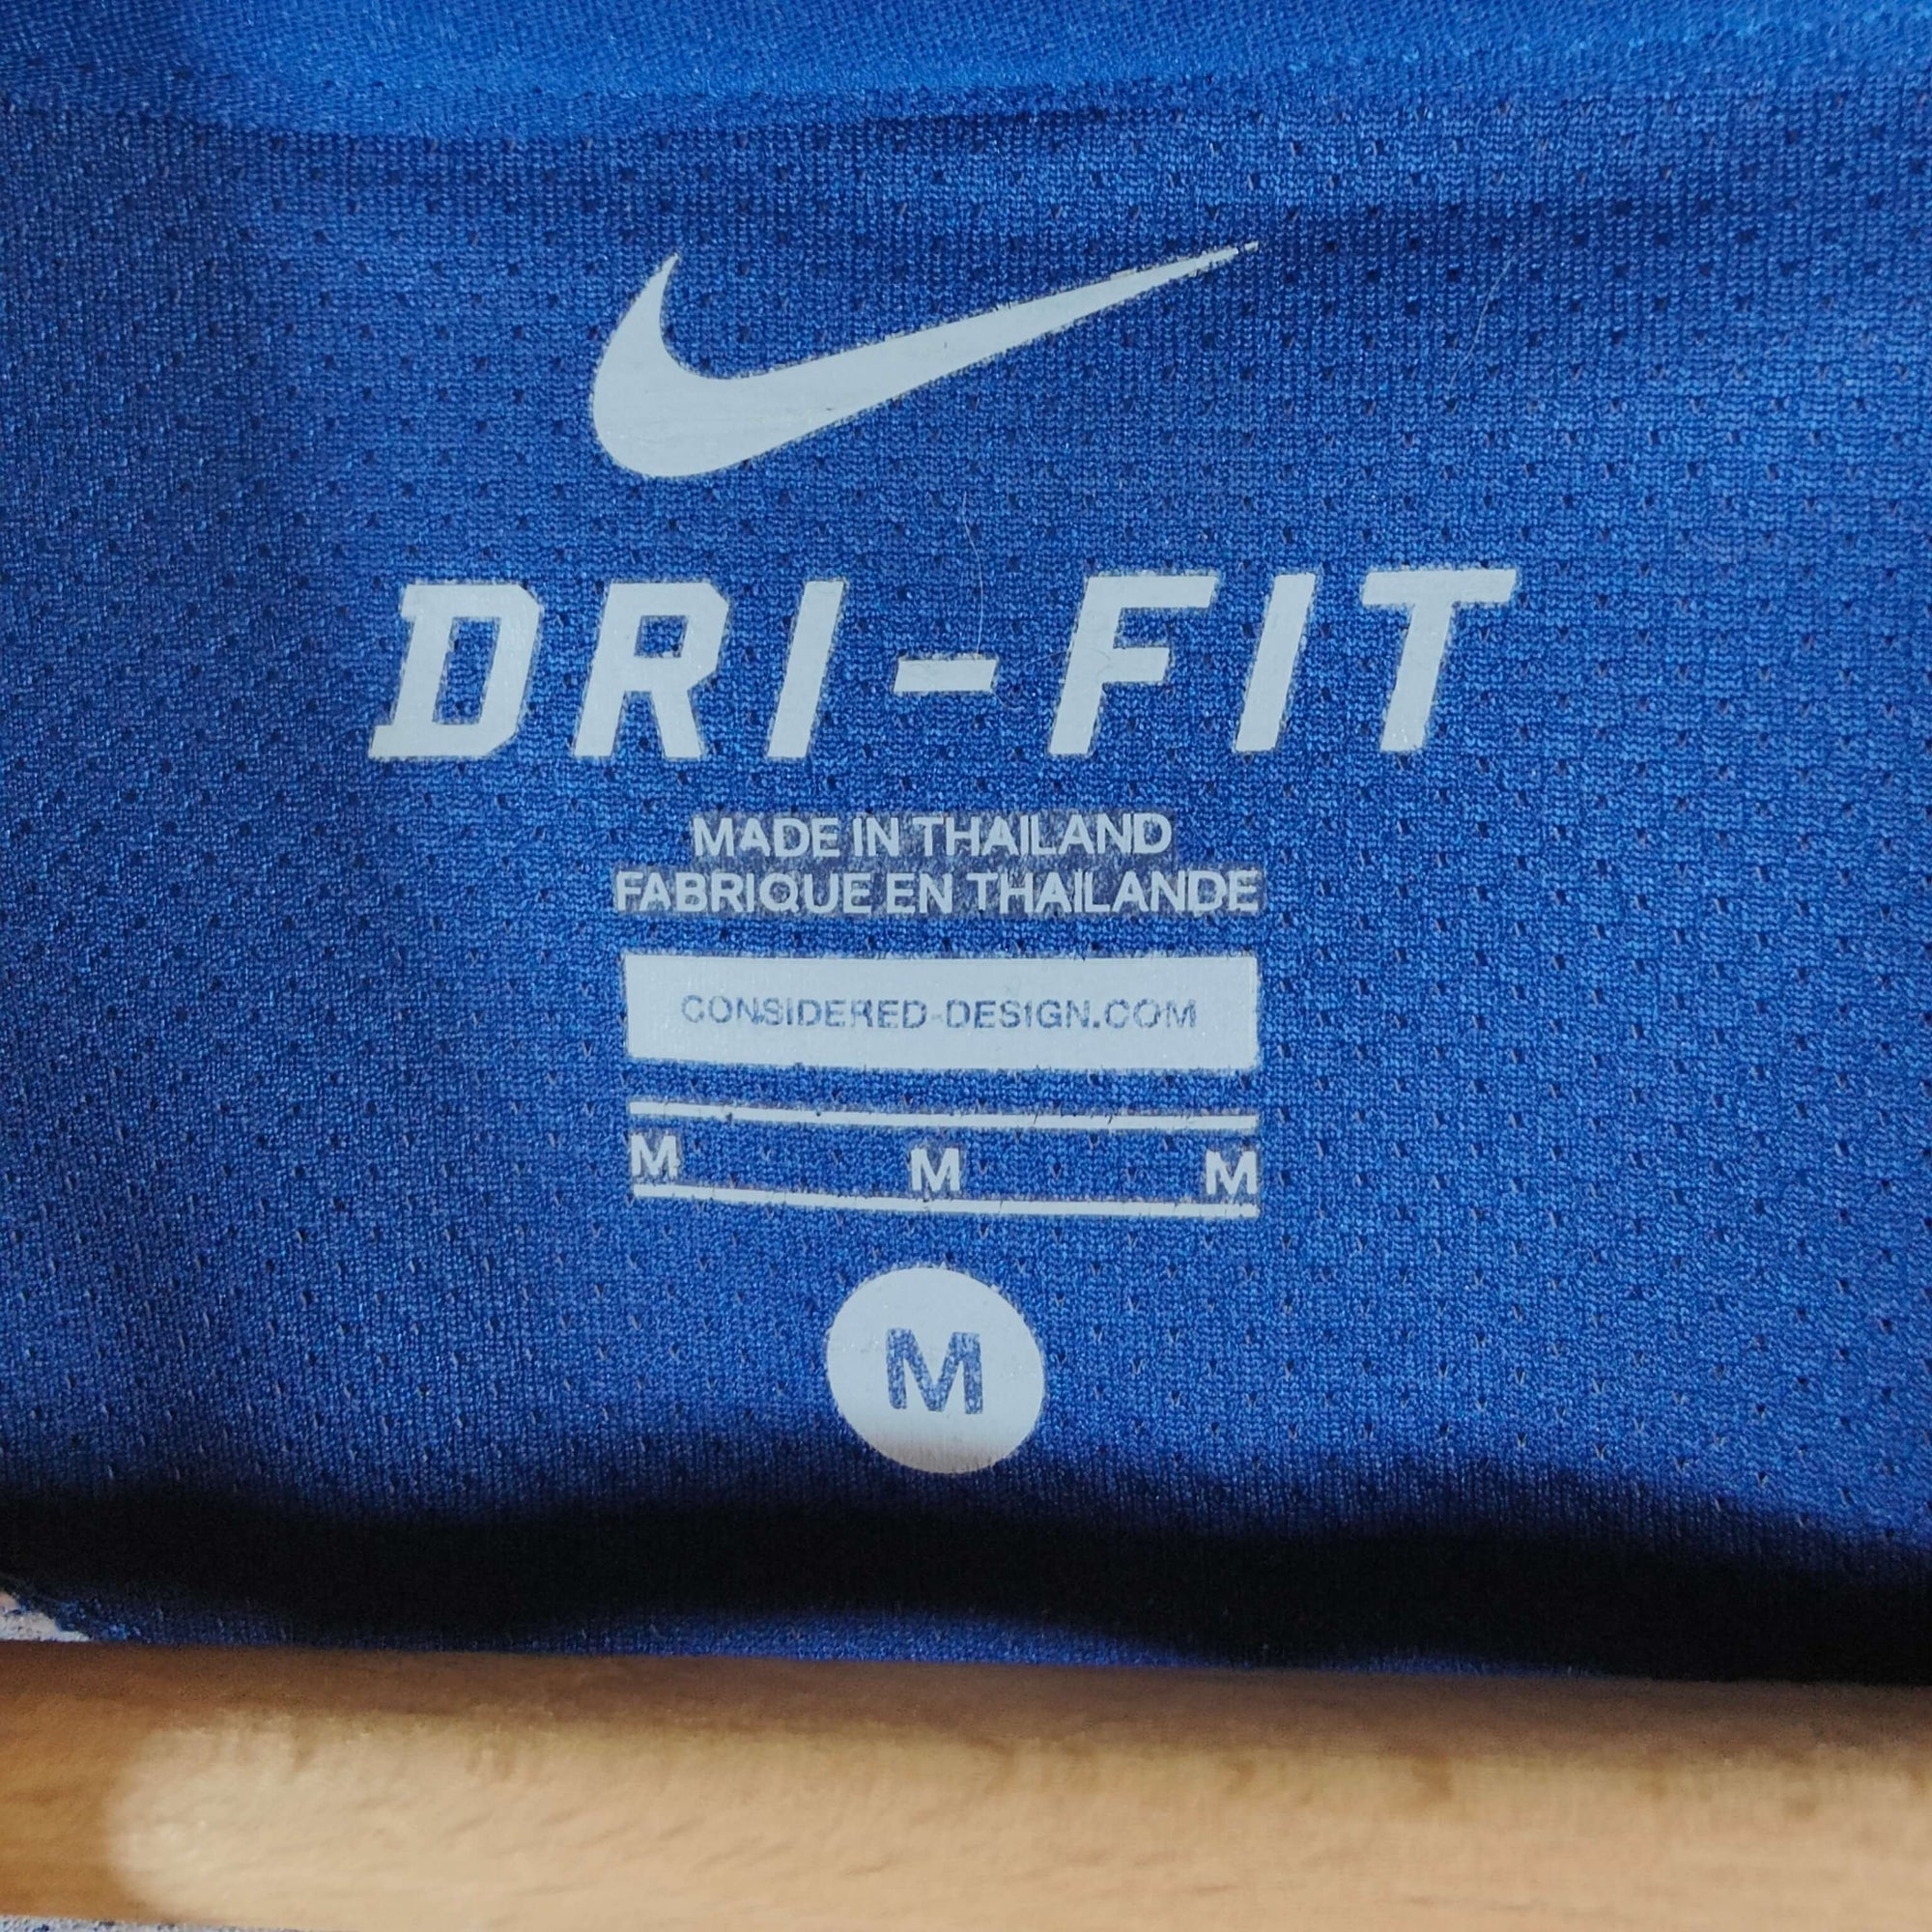 DRI-FIT
MADE IN THAILAND
FABRIQUE EN THAILANDE
CONSIDERED-DESIGN.COM
M M M
M